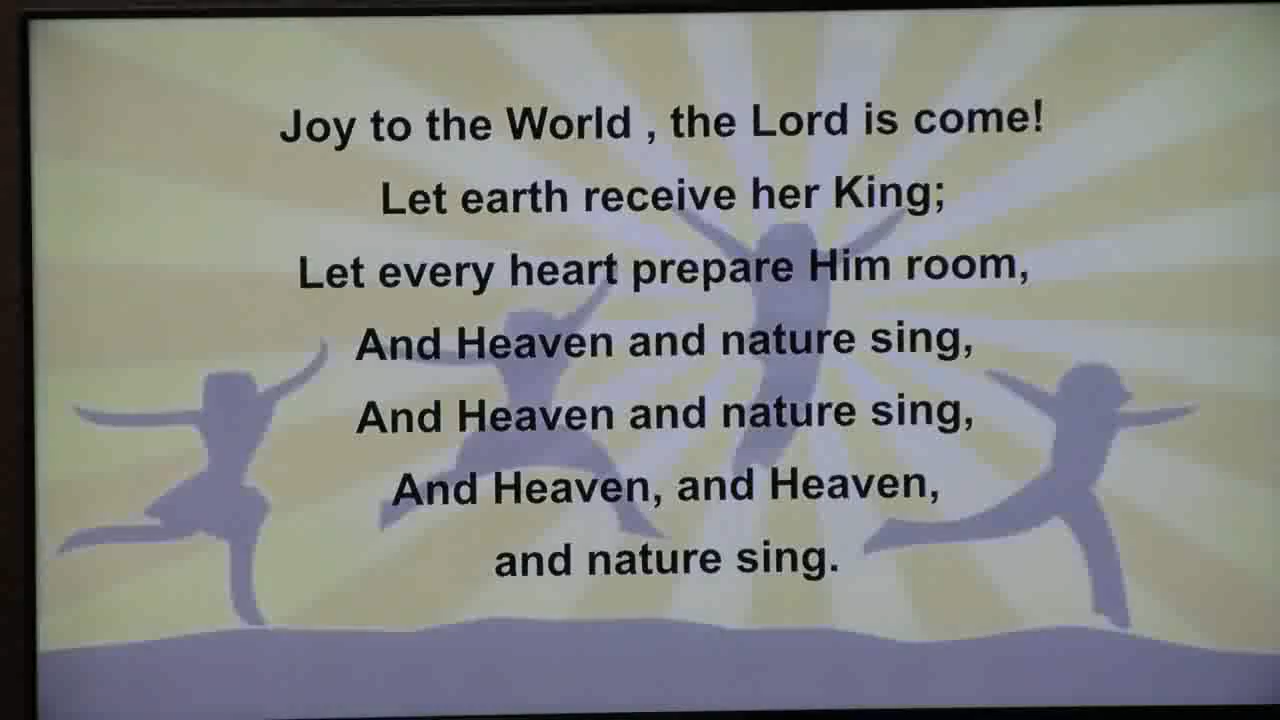 Joy to the World , the Lord is come!
Let earth receive her King;
Let every heart prepare Him room,
And Heaven and nature sing,
And Heaven and nature sing,
And Heaven, and Heaven,
and nature sing.